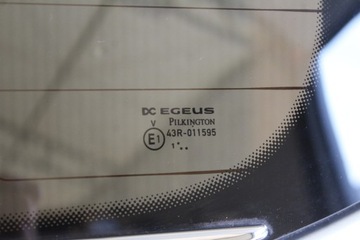 DC EGEUS
V PILKINGTON
E1 43R-011595
1